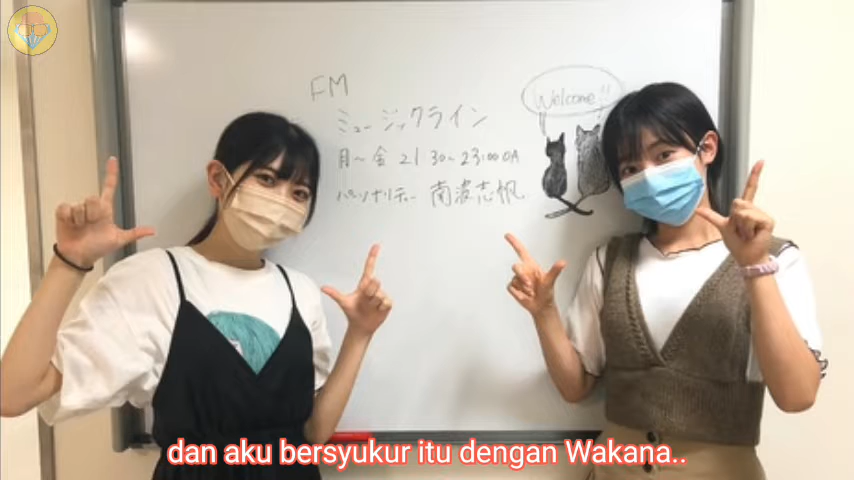 FM
ミュージックライン
月～金 21:30～23:00 OA
パーソナリティー 南波志帆
Welcome!!
dan aku bersyukur itu dengan Wakana..